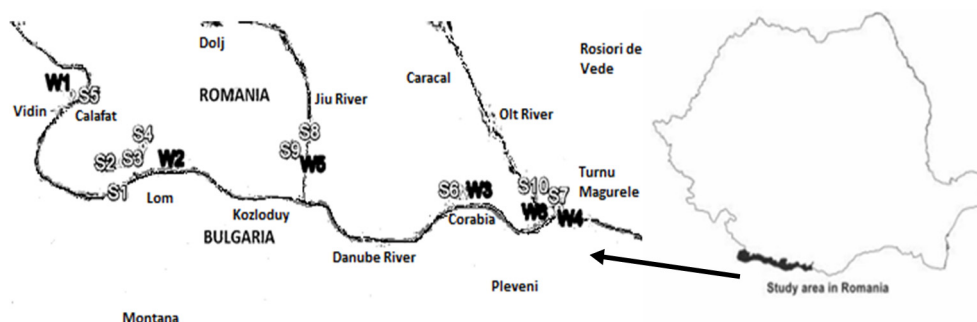 Dolj
Rosiori de
Vede
Caracal
W1
S5
ROMANIA
Jiu River
Vidin
Calafat
Olt River
S4
S8
S2
S3
W2
S9
W5
Turnu
Magurele
S1
Lom
S6
W3
S10
S7
Kozloduy
Corabia
W6
W4
BULGARIA
Danube River
Pleveni
Study area in Romania
Montana